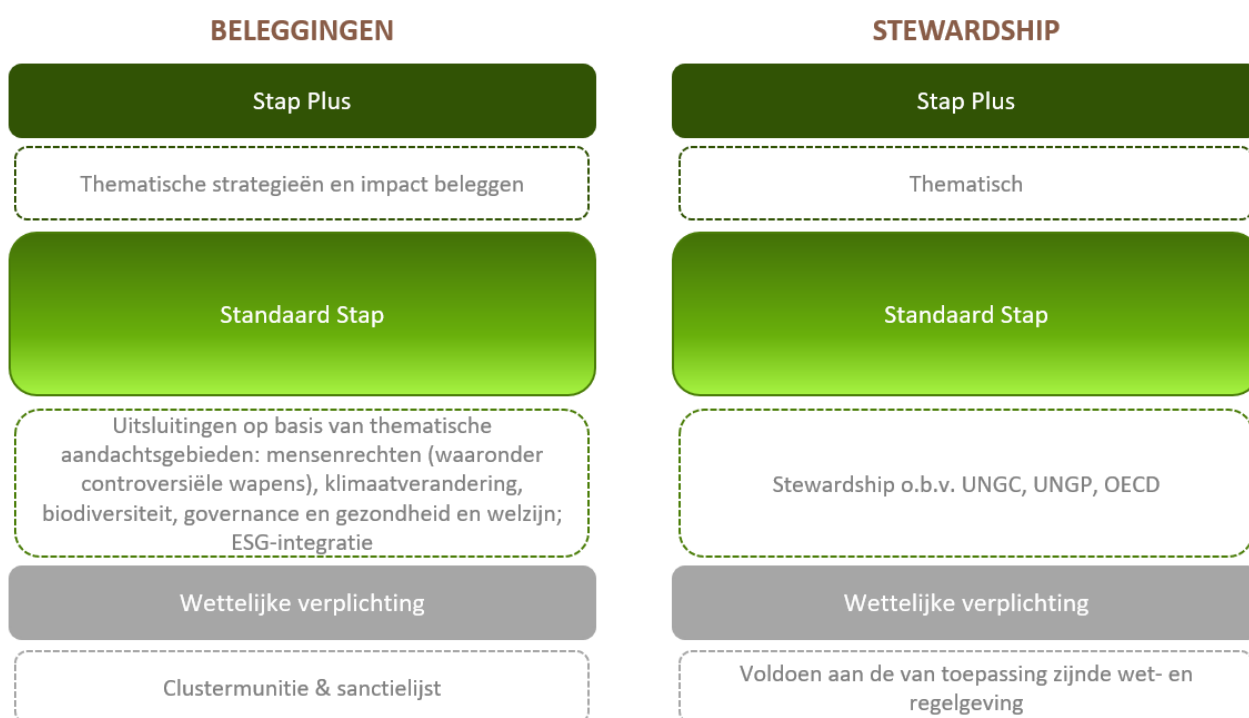 BELEGGINGEN
Stap Plus
Thematische strategieën en impact beleggen
Standaard Stap
Uitsluitingen op basis van thematische
aandachtsgebieden: mensenrechten (waaronder
controversiële wapens), klimaatverandering,
biodiversiteit, governance en gezondheid en welzijn;
ESG-integratie
Wettelijke verplichting
Clustermunitie & sanctielijst
STEWARDSHIP
Stap Plus
Thematisch
Standaard Stap
Stewardship o.b.v. UNGC, UNGP, OECD
Wettelijke verplichting
Voldoen aan de van toepassing zijnde wet- en
regelgeving